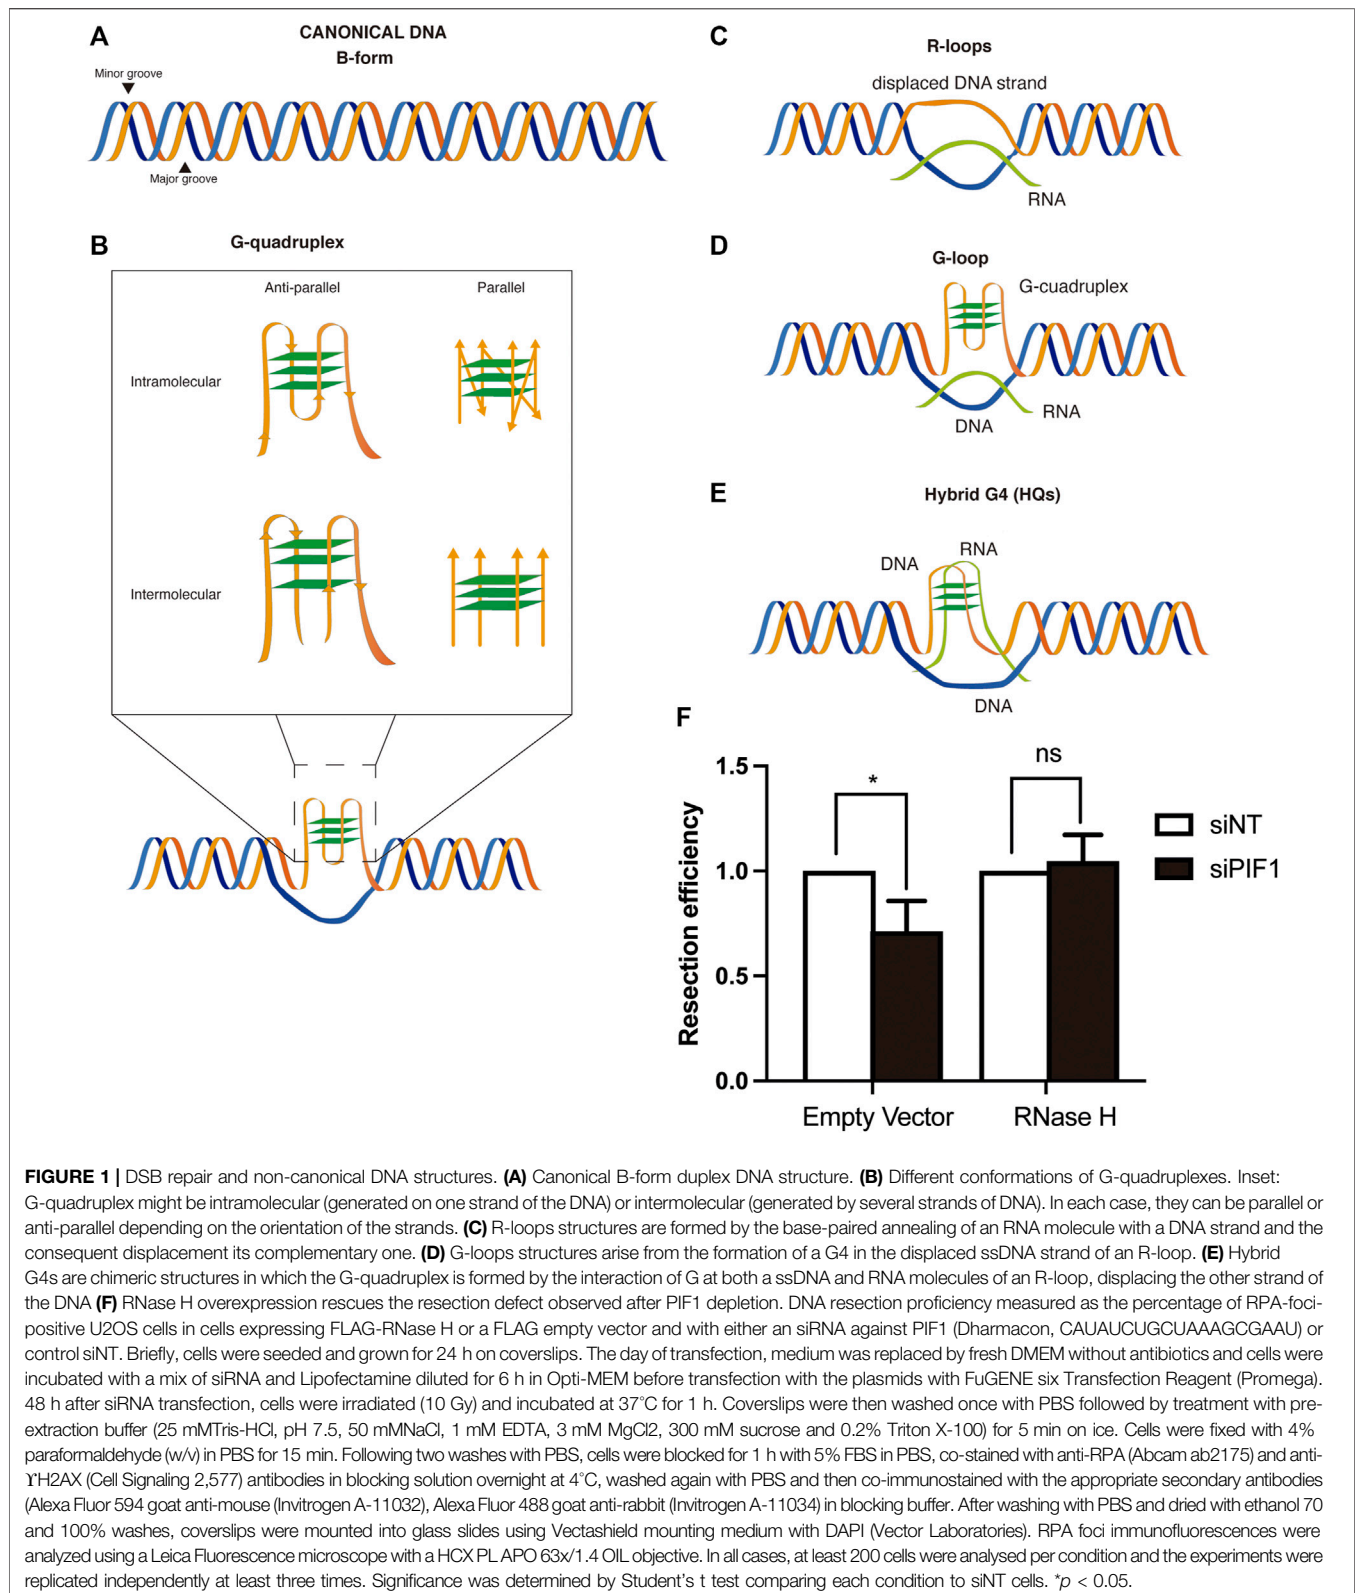 A
CANONICAL DNA
B-form
Minor groove
Major groove
B
G-quadruplex
Anti-parallel
Parallel
Intramolecular
Intermolecular
C
R-loops
displaced DNA strand
RNA
D
G-loop
G-cuadruplex
RNA
DNA
E
Hybrid G4 (HQs)
RNA
DNA
DNA
F
ns
*
1.5
1.0
0.5
0.0
Resection efficiency
siNT
siPIF1
Empty Vector
RNase H
FIGURE 1 | DSB repair and non-canonical DNA structures. (A) Canonical B-form duplex DNA structure. (B) Different conformations of G-quadruplexes. Inset:
G-quadruplex might be intramolecular (generated on one strand of the DNA) or intermolecular (generated by several strands of DNA). In each case, they can be parallel or
anti-parallel depending on the orientation of the strands. (C) R-loops structures are formed by the base-paired annealing of an RNA molecule with a DNA strand and the
consequent displacement its complementary one. (D) G-loops structures arise from the formation of a G4 in the displaced ssDNA strand of an R-loop. (E) Hybrid
G4s are chimeric structures in which the G-quadruplex is formed by the interaction of G at both a ssDNA and RNA molecules of an R-loop, displacing the other strand of
the DNA (F) RNase H overexpression rescues the resection defect observed after PIF1 depletion. DNA resection proficiency measured as the percentage of RPA-foci-
positive U2OS cells in cells expressing FLAG-RNase H or a FLAG empty vector and with either an siRNA against PIF1 (Dharmacon, CAUAUCUGCUAAAGCGAAU) or
control siNT. Briefly, cells were seeded and grown for 24 h on coverslips. The day of transfection, medium was replaced by fresh DMEM without antibiotics and cells were
incubated with a mix of siRNA and Lipofectamine diluted for 6 h in Opti-MEM before transfection with the plasmids with FuGENE six Transfection Reagent (Promega).
48 h after siRNA transfection, cells were irradiated (10 Gy) and incubated at 37°C for 1 h. Coverslips were then washed once with PBS followed by treatment with pre-
extraction buffer (25 mMTris-HCl, pH 7.5, 50 mMNaCl, 1 mM EDTA, 3 mM MgCl2, 300 mM sucrose and 0.2% Triton X-100) for 5 min on ice. Cells were fixed with 4%
paraformaldehyde (w/v) in PBS for 15 min. Following two washes with PBS, cells were blocked for 1 h with 5% FBS in PBS, co-stained with anti-RPA (Abcam ab2175) and anti-
ϒH2AX (Cell Signaling 2,577) antibodies in blocking solution overnight at 4°C, washed again with PBS and then co-immunostained with the appropriate secondary antibodies
(Alexa Fluor 594 goat anti-mouse (Invitrogen A-11032), Alexa Fluor 488 goat anti-rabbit (Invitrogen A-11034) in blocking buffer. After washing with PBS and dried with ethanol 70
and 100% washes, coverslips were mounted into glass slides using Vectashield mounting medium with DAPI (Vector Laboratories). RPA foci immunofluorescences were
analyzed using a Leica Fluorescence microscope with a HCX PL APO 63x/1.4 OIL objective. In all cases, at least 200 cells were analysed per condition and the experiments were
replicated independently at least three times. Significance was determined by Student's t test comparing each condition to siNT cells. *p < 0.05.